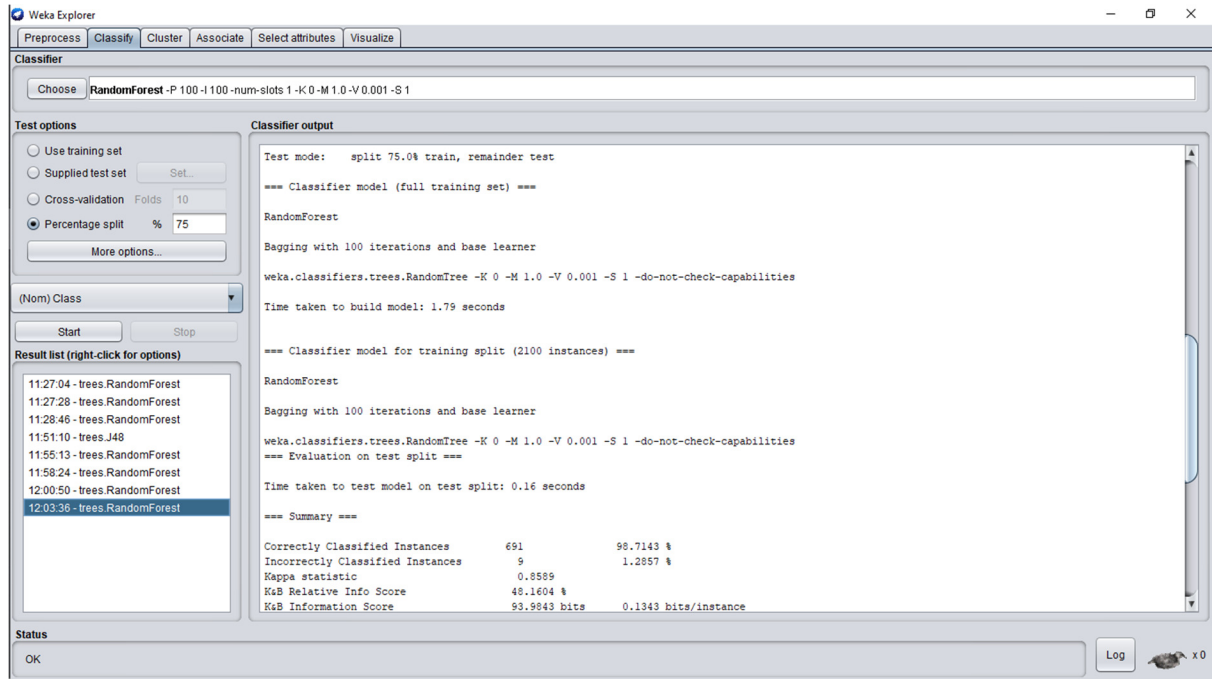 Weka Explorer
Preprocess Classify Cluster Associate Select attributes Visualize
Classifier
Choose RandomForest -P 100 -I 100 -num-slots 1 -K 0 -M 1.0 -V 0.001 -S 1
Test options
Use training set
Supplied test set Set...
Cross-validation Folds 10
Percentage split % 75
More options...
(Nom) Class
Start Stop
Result list (right-click for options)
11:27:04 - trees.RandomForest
11:27:28 - trees.RandomForest
11:28:46 - trees.RandomForest
11:51:10 - trees.J48
11:55:13 - trees.RandomForest
11:58:24 - trees.RandomForest
12:00:50 - trees.RandomForest
12:03:36 - trees.RandomForest
Classifier output
Test mode: split 75.0% train, remainder test
=== Classifier model (full training set) ===
RandomForest
Bagging with 100 iterations and base learner
weka.classifiers.trees.RandomTree -K 0 -M 1.0 -V 0.001 -S 1 -do-not-check-capabilities
Time taken to build model: 1.79 seconds
=== Classifier model for training split (2100 instances) ===
RandomForest
Bagging with 100 iterations and base learner
weka.classifiers.trees.RandomTree -K 0 -M 1.0 -V 0.001 -S 1 -do-not-check-capabilities
=== Evaluation on test split ===
Time taken to test model on test split: 0.16 seconds
=== Summary ===
Correctly Classified Instances 691 98.7143 %
Incorrectly Classified Instances 9 1.2857 %
Kappa statistic 0.8589
K&B Relative Info Score 48.1604 %
K&B Information Score 93.9843 bits 0.1343 bits/instance
Status
OK
Log x 0